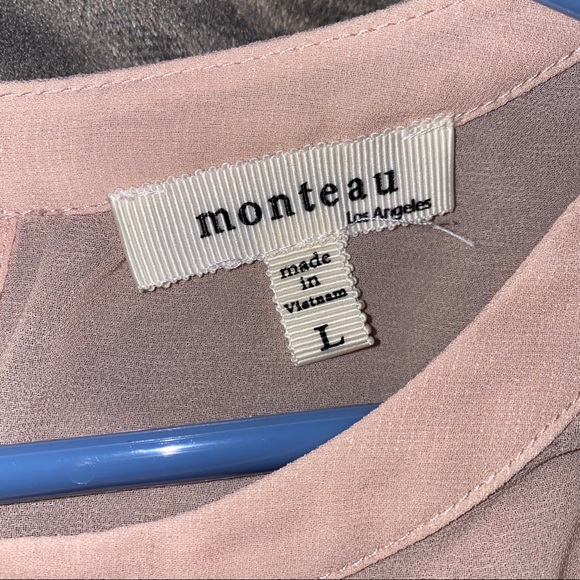 monteau
Los Angeles
made
in
Vietnam
L